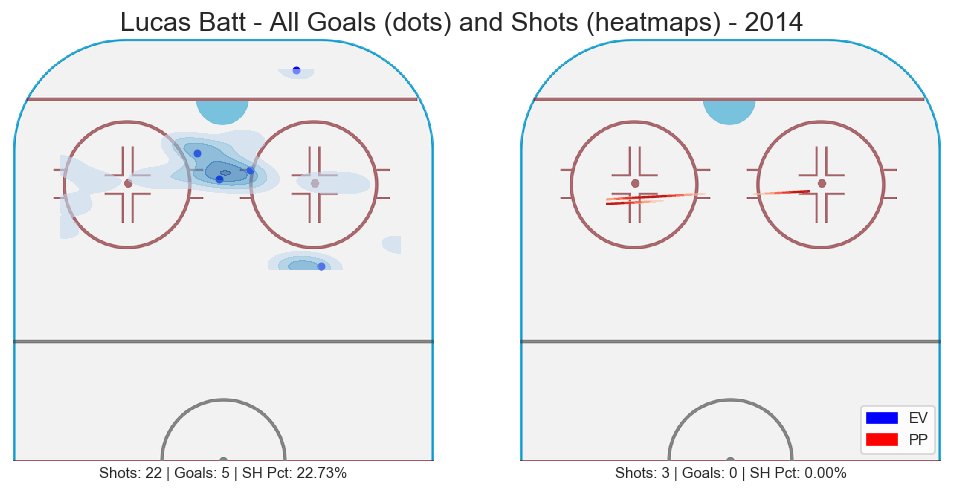 Lucas Batt - All Goals (dots) and Shots (heatmaps) - 2014
EV
PP
Shots: 22 | Goals: 5 | SH Pct: 22.73%
Shots: 3 | Goals: 0 | SH Pct: 0.00%